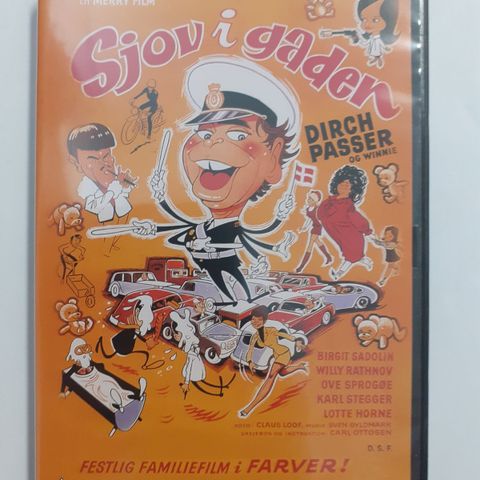 EN MERRY FILM
Sjov i gaden
DIRCH
PASSER
OG WINNIE
BIRGIT SADOLIN
WILLY RATHNOV
OVE SPROGØE
KARL STEGGER
LOTTE HORNE
FOTO: CLAUS LOOF. MUSIK: SVEN GYLDMARK
DREJEBOG OG INSTRUKTION: CARL OTTOSEN
D.S.F.
FESTLIG FAMILIEFILM i FARVER!